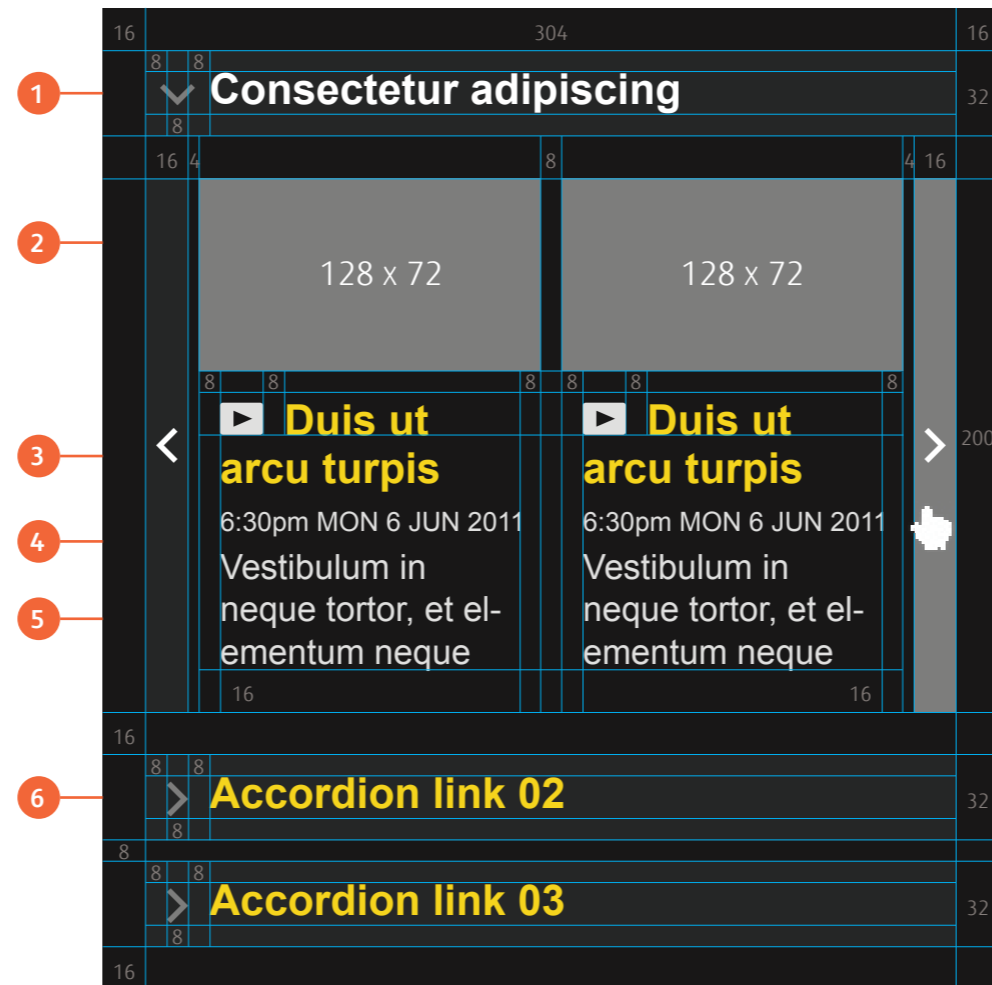 16 304 16
8 8
1 Consectetur adipiscing 32
8
16 4 8 4 16
2
128 x 72 128 x 72
8 8 8 8 8 8
Duis ut Duis ut
3 arcu turpis arcu turpis 200
6:30pm MON 6 JUN 2011 6:30pm MON 6 JUN 2011
4
Vestibulum in Vestibulum in
5 neque tortor, et el- neque tortor, et el-
ementum neque ementum neque
16 16
16
8 8
6 Accordion link 02 32
8
8
8 8
Accordion link 03 32
8
16